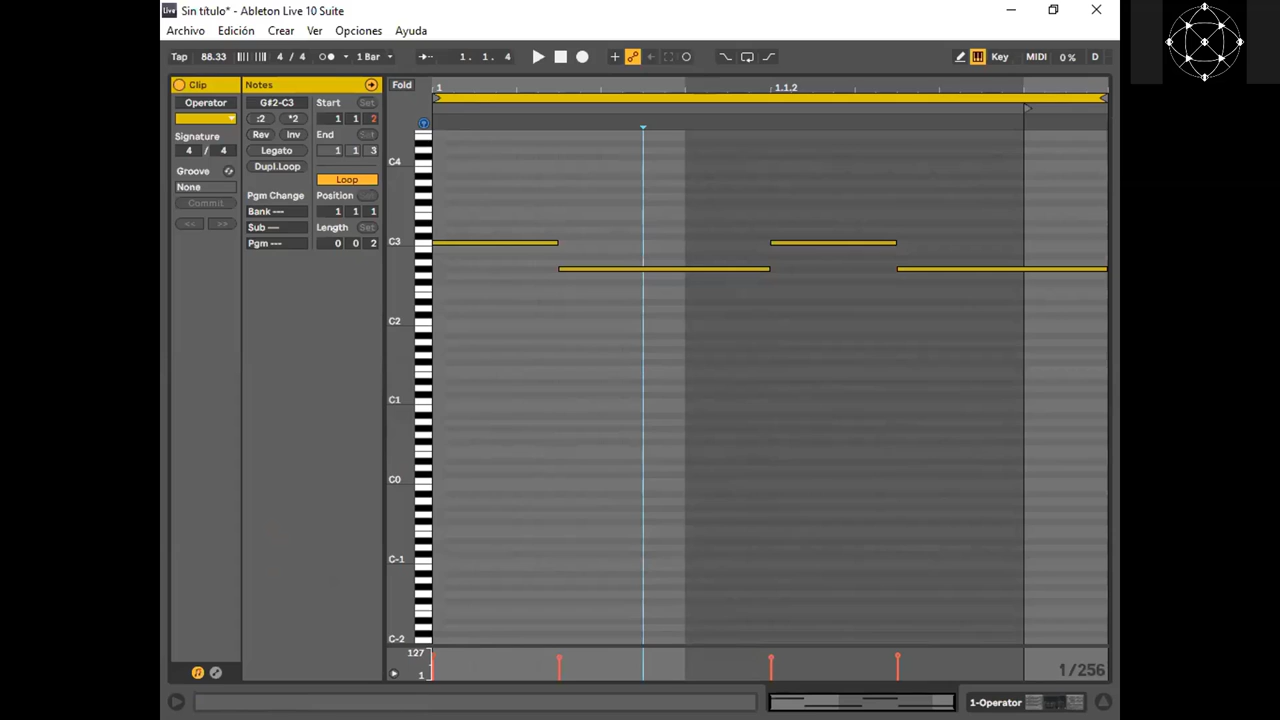 Live Sin título* - Ableton Live 10 Suite
Archivo Edición Crear Ver Opciones Ayuda
Tap 88.33 4 / 4 1 Bar 1. 1. 4 Key MIDI 0 % D
Clip Notes Fold 1 1.1.2
Operator G#2-C3 Start Set
:2 *2 1 1 2
Signature Rev Inv End Set
4 / 4 Legato 1 1 3
Groove Dupl.Loop Loop
None Pgm Change Position
Commit Bank --- 1 1 1
<< >> Sub --- Length Set
Pgm --- 0 0 2
C4
C3
C2
C1
C0
C-1
C-2
127
1 1/256
1-Operator